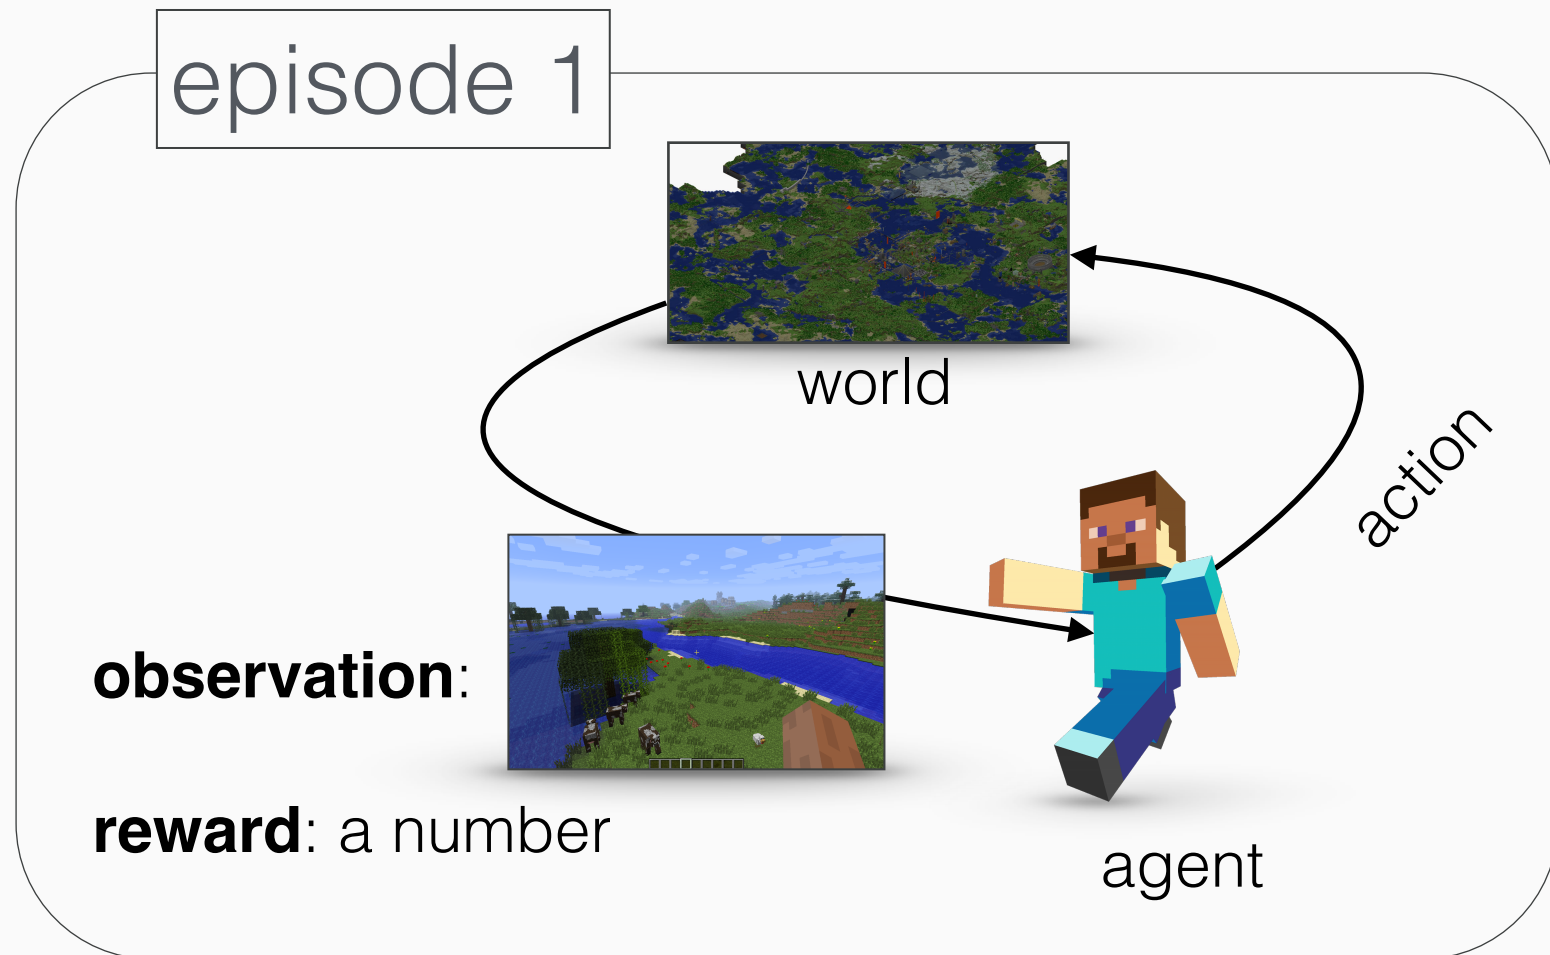 episode 1
world
action
observation:
reward: a number
agent